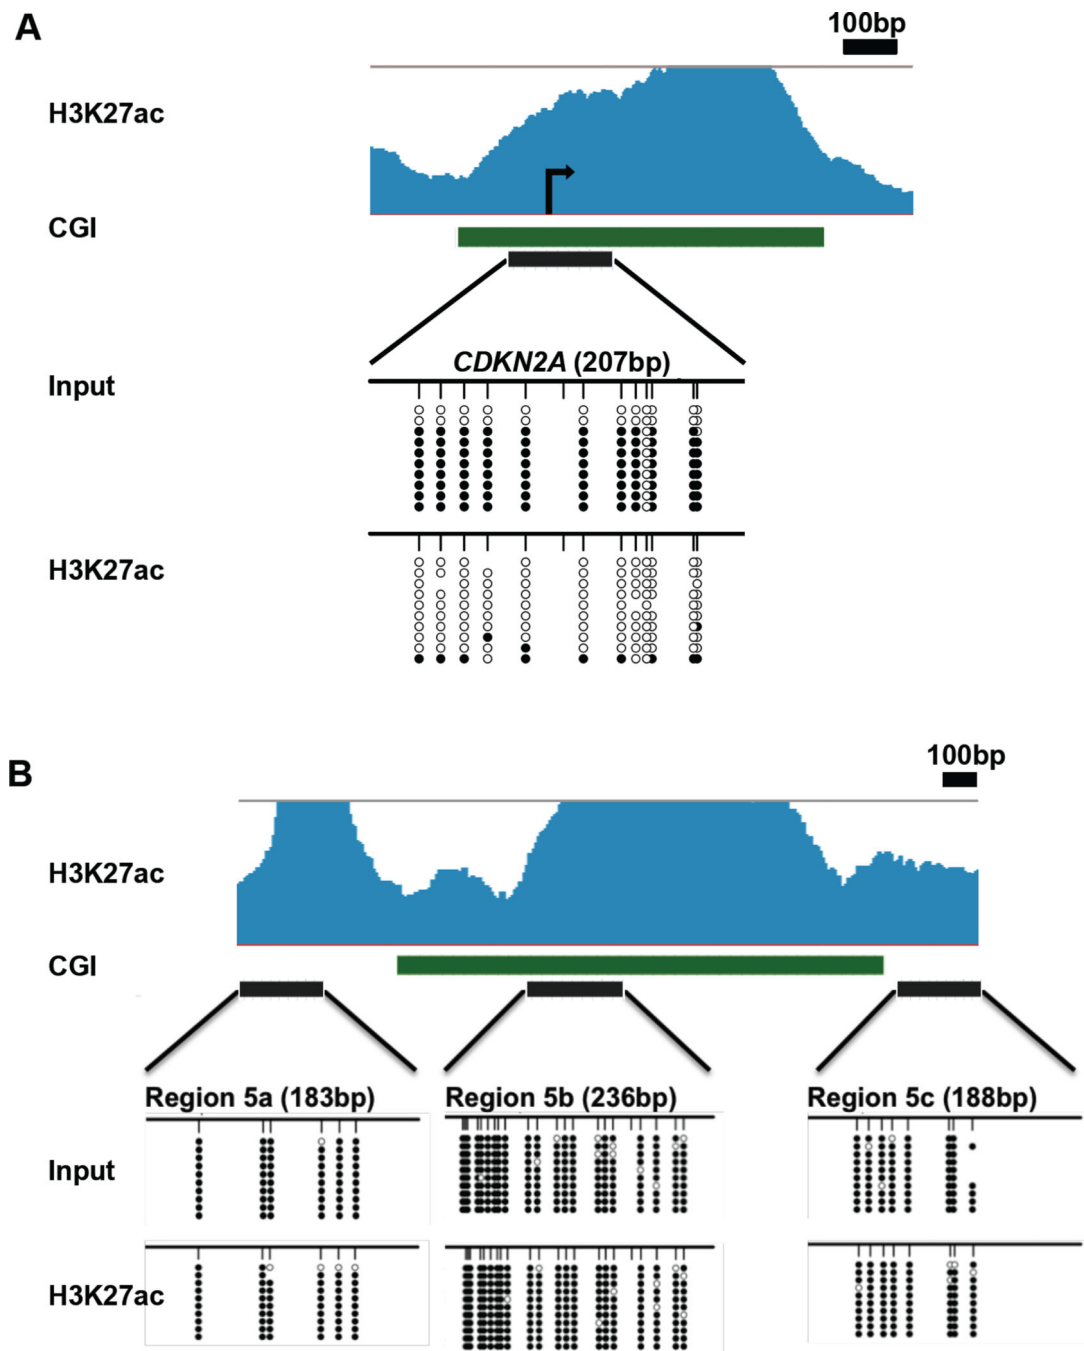 A
100bp
H3K27ac
CGI
CDKN2A (207bp)
Input
H3K27ac
B
100bp
H3K27ac
CGI
Region 5a (183bp) Region 5b (236bp) Region 5c (188bp)
Input
H3K27ac